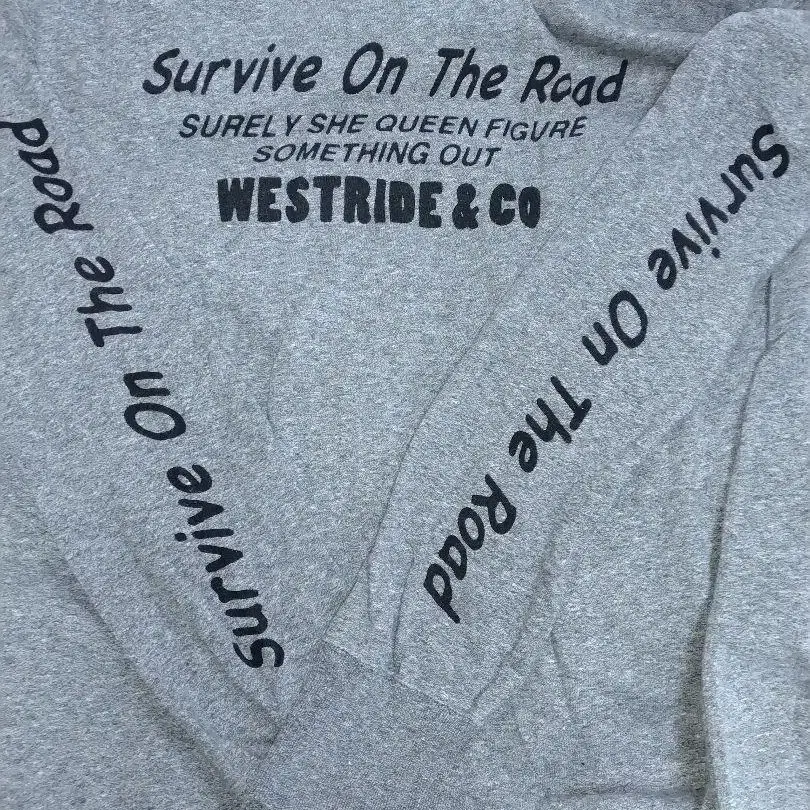 Survive On The Road
SURELY SHE QUEEN FIGURE
SOMETHING OUT
WESTRIDE & CO
Survive On The Road
Survive On The Road